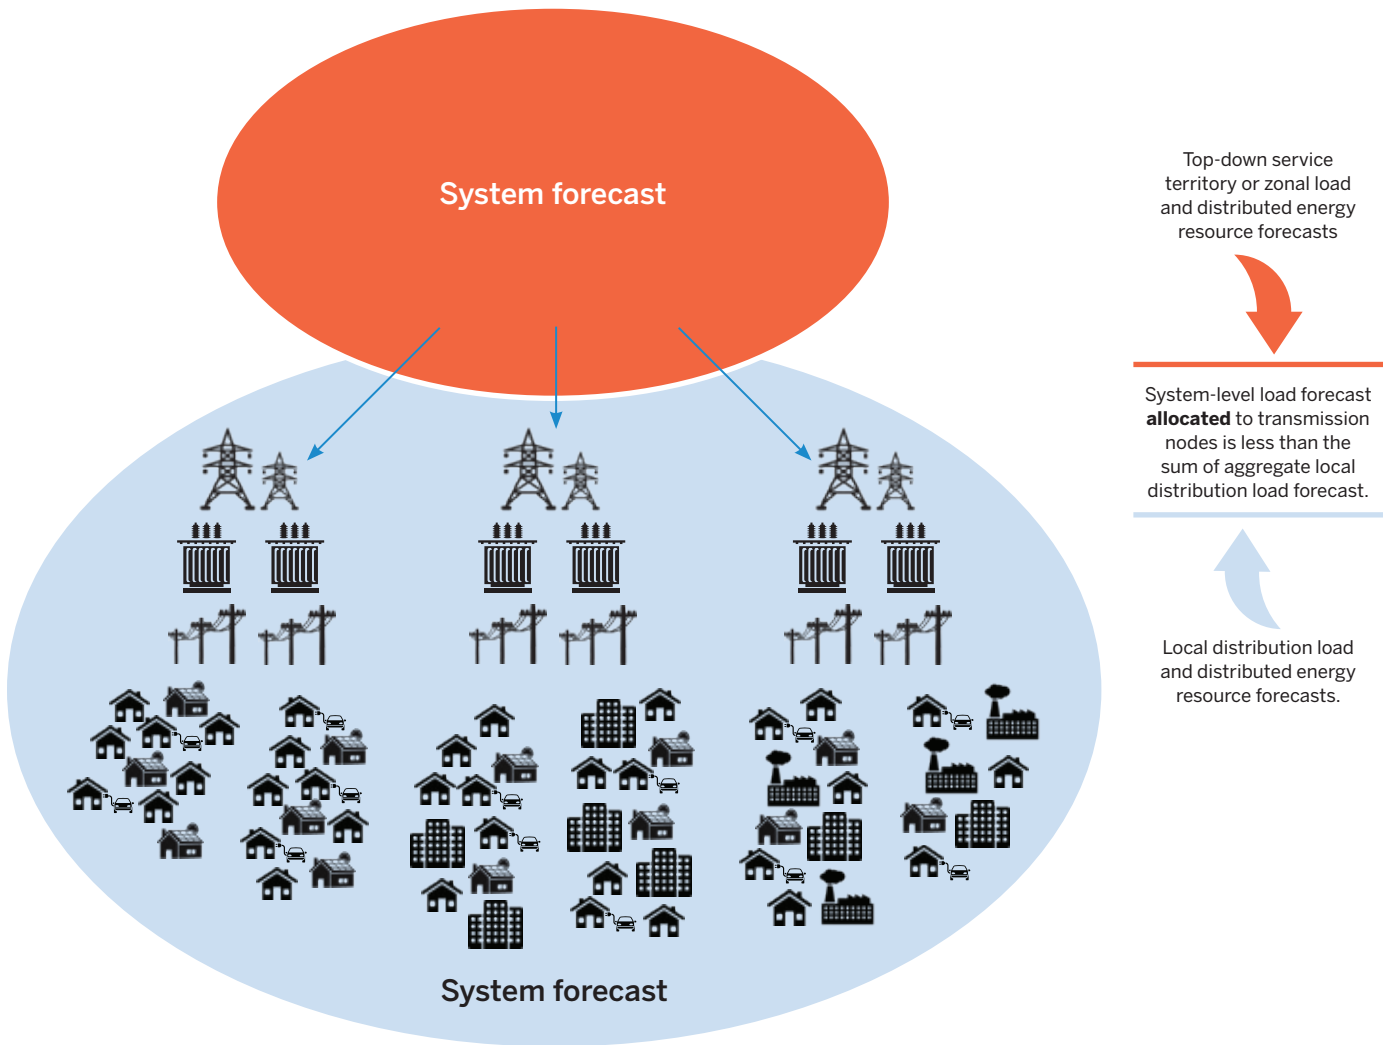 System forecast
Top-down service
territory or zonal load
and distributed energy
resource forecasts
System-level load forecast
allocated to transmission
nodes is less than the
sum of aggregate local
distribution load forecast.
Local distribution load
and distributed energy
resource forecasts.
System forecast